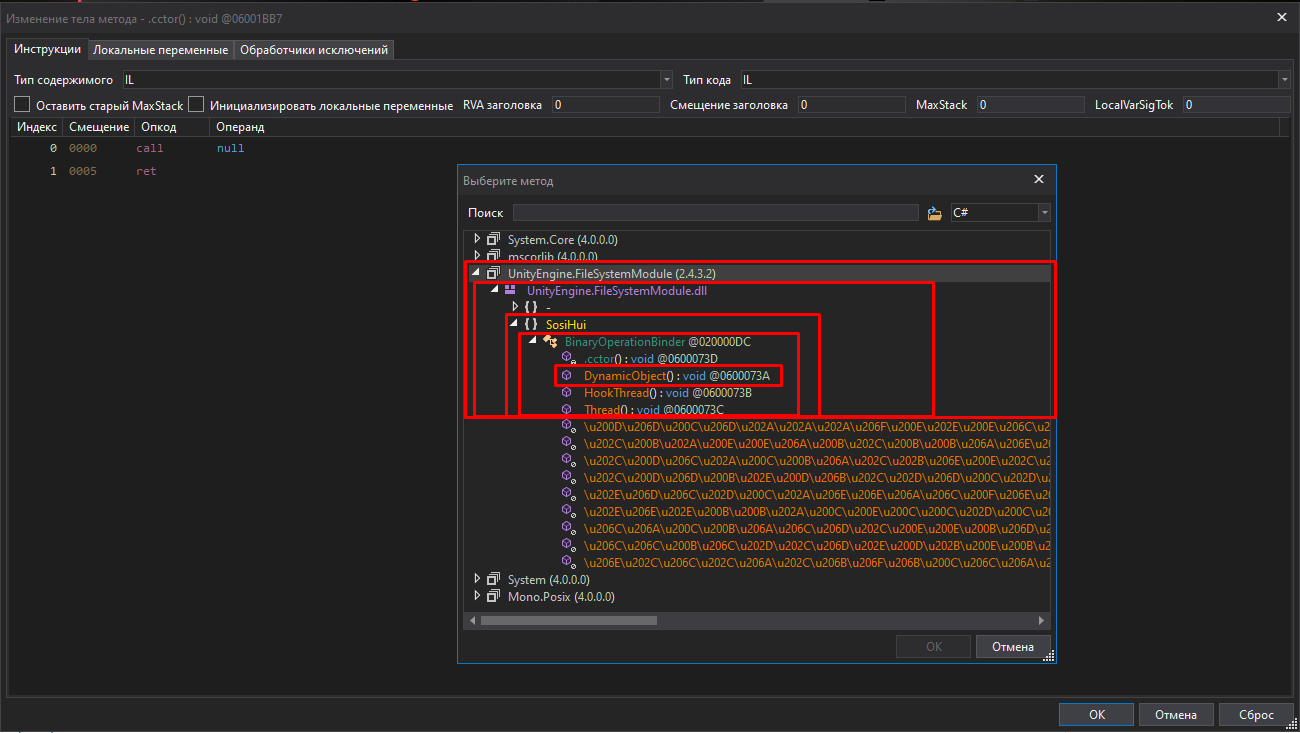 Изменение тела метода - .cctor() : void @06001BB7
Инструкции Локальные переменные Обработчики исключений
Тип содержимого IL Тип кода IL
Оставить старый MaxStack Инициализировать локальные переменные RVA заголовка 0 Смещение заголовка 0 MaxStack 0 LocalVarSigTok 0
Индекс Смещение Опкод Операнд
0 0000 call null
1 0005 ret
Выберите метод
Поиск C#
System.Core (4.0.0.0)
mscorlib (4.0.0.0)
UnityEngine.FileSystemModule (2.4.3.2)
UnityEngine.FileSystemModule.dll
{ } -
{ } SosiHui
BinaryOperationBinder @020000DC
.cctor() : void @0600073D
DynamicObject() : void @0600073A
HookThread() : void @0600073B
Thread() : void @0600073C
\u200D\u206D\u200C\u206D\u202A\u202A\u202A\u206F\u200E\u202E\u200E\u206C\u2
\u202C\u200B\u202A\u200E\u200E\u206A\u200B\u202C\u200B\u200B\u206A\u206E\u2
\u202C\u200D\u206C\u202A\u200C\u200B\u206A\u202C\u202B\u206E\u200E\u202C\u2
\u202C\u200D\u206D\u200B\u202E\u200D\u206B\u202C\u202D\u206D\u200C\u202D\u2
\u202E\u206D\u206C\u202D\u200C\u202A\u206E\u206E\u206A\u206C\u200F\u206E\u2
\u202E\u206E\u202E\u200B\u200B\u202A\u200C\u200E\u200C\u200C\u202D\u200C\u2
\u206C\u206A\u200C\u200B\u206A\u206C\u206D\u202C\u200E\u200E\u200B\u206D\u2
\u206C\u206C\u200B\u206C\u202D\u202C\u206D\u202E\u200D\u202B\u200E\u200B\u2
\u206E\u202C\u206C\u202C\u206A\u202C\u206B\u206F\u206B\u200C\u206C\u206A\u2
System (4.0.0.0)
Mono.Posix (4.0.0.0)
OK Отмена
OK Отмена Сброс